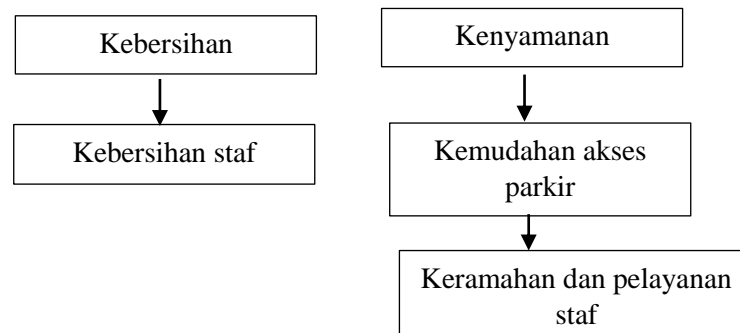 Kebersihan
Kebersihan staf
Kenyamanan
Kemudahan akses
parkir
Keramahan dan pelayanan
staf